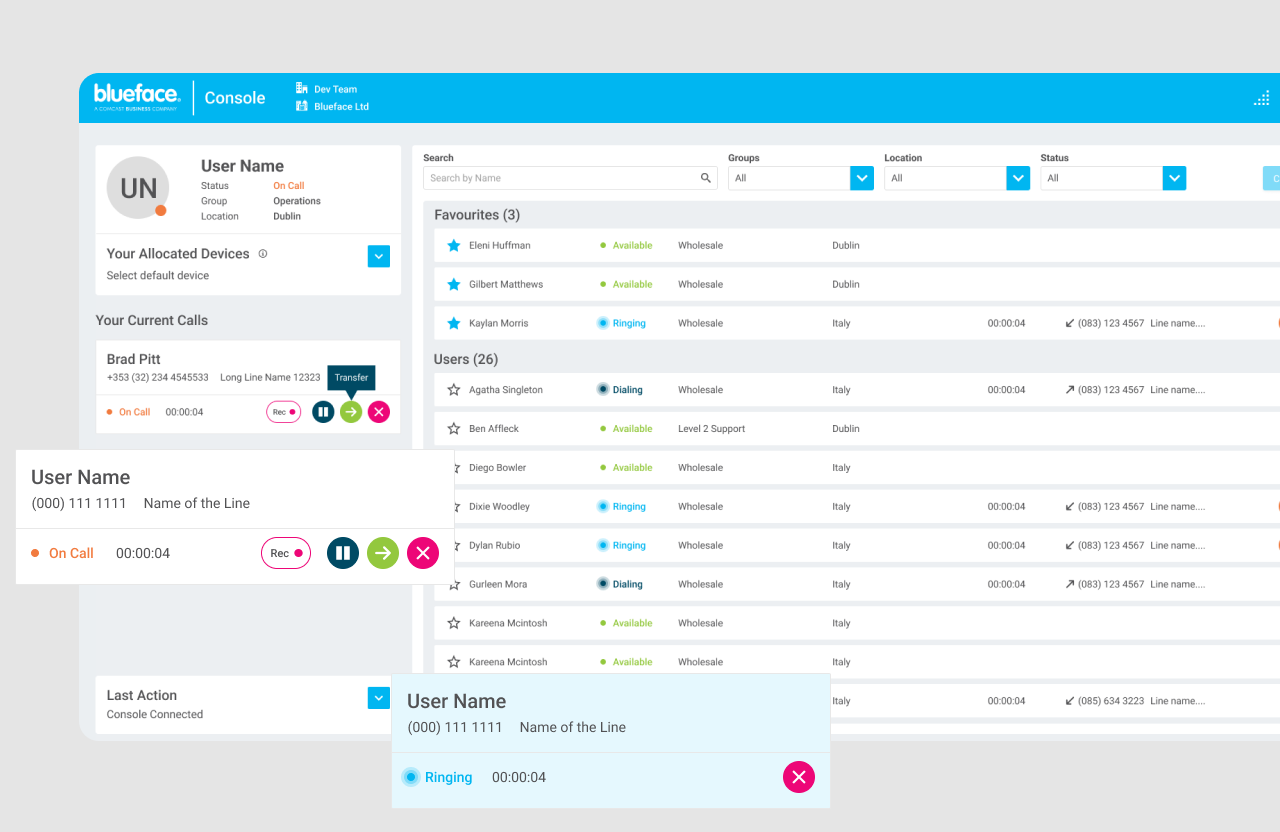 blueface
A COMCAST BUSINESS COMPANY
Console
Dev Team
Blueface Ltd
UN
User Name
Status On Call
Group Operations
Location Dublin
Your Allocated Devices
Select default device
Your Current Calls
Brad Pitt
+353 (32) 234 4545533 Long Line Name 12323
Transfer
On Call 00:00:04 Rec
User Name
(000) 111 1111 Name of the Line
On Call 00:00:04 Rec
Last Action
Console Connected
Search Groups Location Status
Search by Name All All All
Favourites (3)
Eleni Huffman Available Wholesale Dublin
Gilbert Matthews Available Wholesale Dublin
Kaylan Morris Ringing Wholesale Italy 00:00:04 (083) 123 4567 Line name....
Users (26)
Agatha Singleton Dialing Wholesale Italy 00:00:04 (083) 123 4567 Line name....
Ben Affleck Available Level 2 Support Dublin
Diego Bowler Available Wholesale Italy
Dixie Woodley Ringing Wholesale Italy 00:00:04 (083) 123 4567 Line name....
Dylan Rubio Ringing Wholesale Italy 00:00:04 (083) 123 4567 Line name....
Gurleen Mora Dialing Wholesale Italy 00:00:04 (083) 123 4567 Line name....
Kareena Mcintosh Available Wholesale Italy
Kareena Mcintosh Available Wholesale Italy
Italy 00:00:04 (085) 634 3223 Line name....
User Name
(000) 111 1111 Name of the Line
Ringing 00:00:04